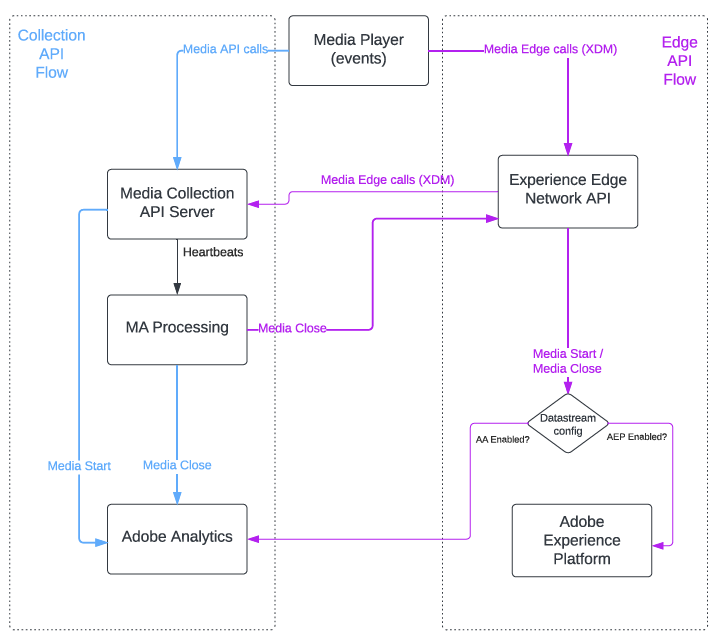 Collection
API
Flow
Media API calls
Media Player
(events)
Media Edge calls (XDM)
Edge
API
Flow
Media Collection
API Server
Media Edge calls (XDM)
Experience Edge
Network API
Heartbeats
MA Processing
Media Close
Media Start /
Media Close
Datastream
config
AA Enabled?
AEP Enabled?
Media Start
Media Close
Adobe Analytics
Adobe
Experience
Platform